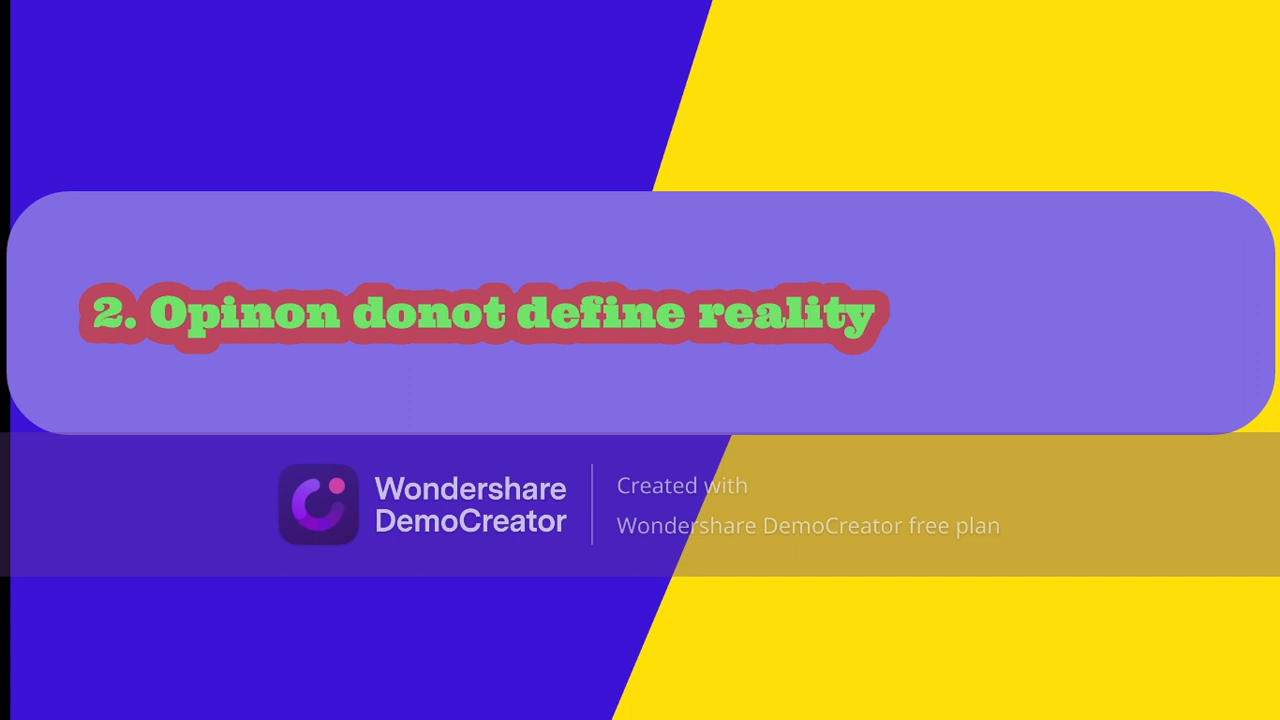 2. Opinon donot define reality
Wondershare
DemoCreator
Created with
Wondershare DemoCreator free plan